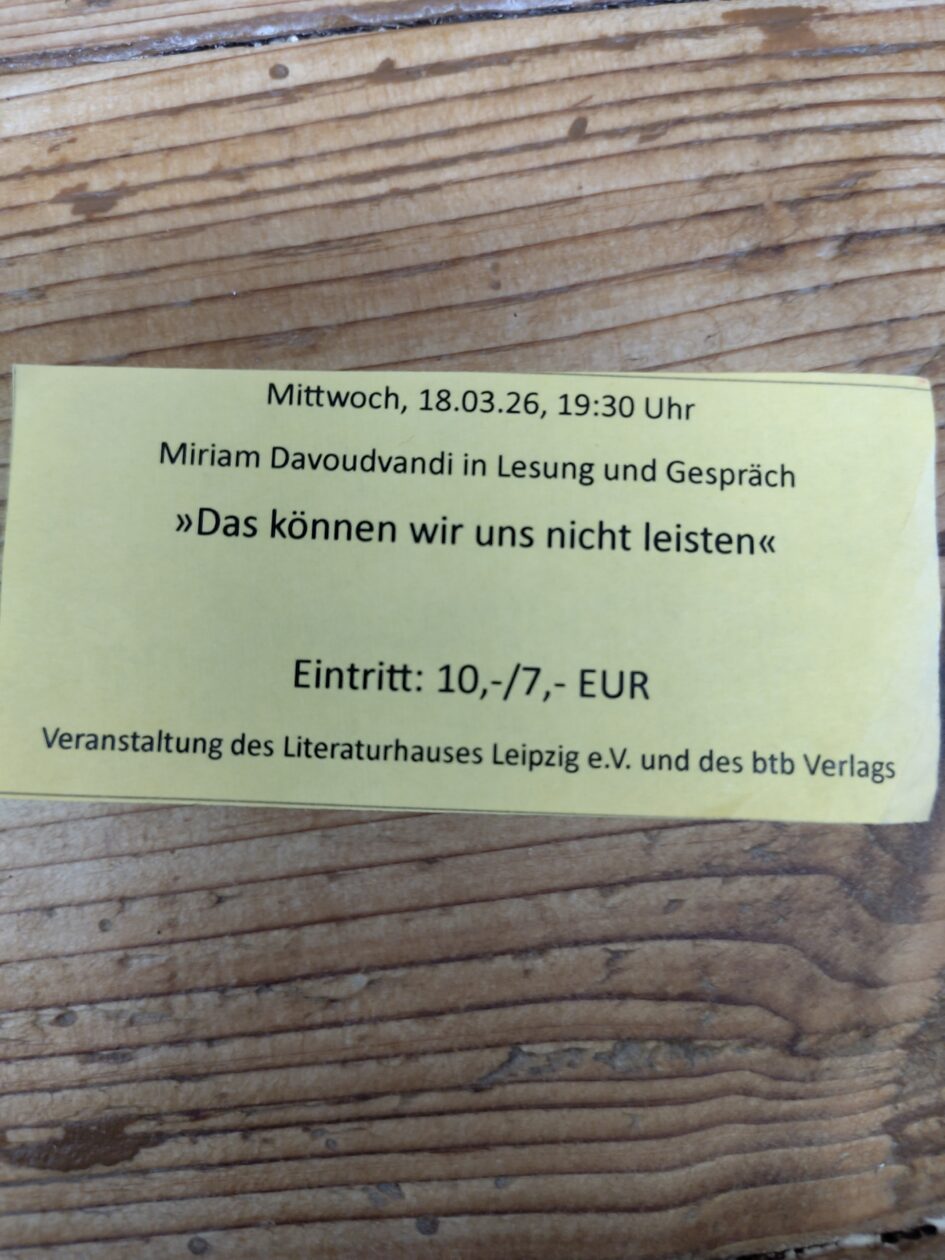 Mittwoch, 18.03.26, 19:30 Uhr
Miriam Davoudvandi in Lesung und Gespräch
»Das können wir uns nicht leisten«
Eintritt: 10,-/7,- EUR
Veranstaltung des Literaturhauses Leipzig e.V. und des btb Verlags